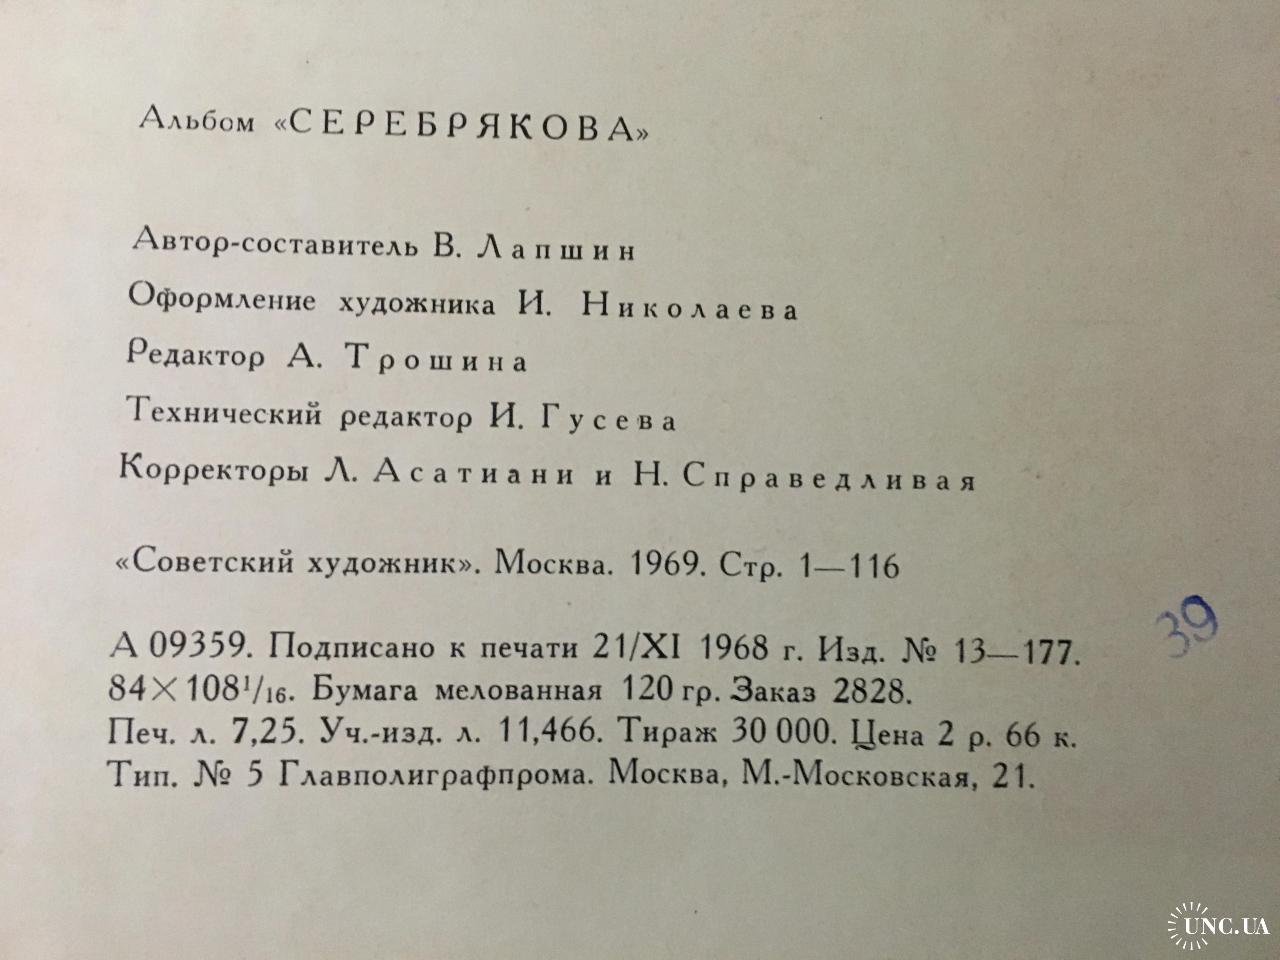 Альбом «СЕРЕБРЯКОВА»
Автор-составитель В. Лапшин
Оформление художника И. Николаева
Редактор А. Трошина
Технический редактор И. Гусева
Корректоры Л. Асатиани и Н. Справедливая
«Советский художник». Москва. 1969. Стр. 1—116
А 09359. Подписано к печати 21/XI 1968 г. Изд. № 13—177.
84×108¹/₁₆. Бумага мелованная 120 гр. Заказ 2828.
Печ. л. 7,25. Уч.-изд. л. 11,466. Тираж 30 000. Цена 2 р. 66 к.
Тип. № 5 Главполиграфпрома. Москва, М.-Московская, 21.
39
UNC.UA